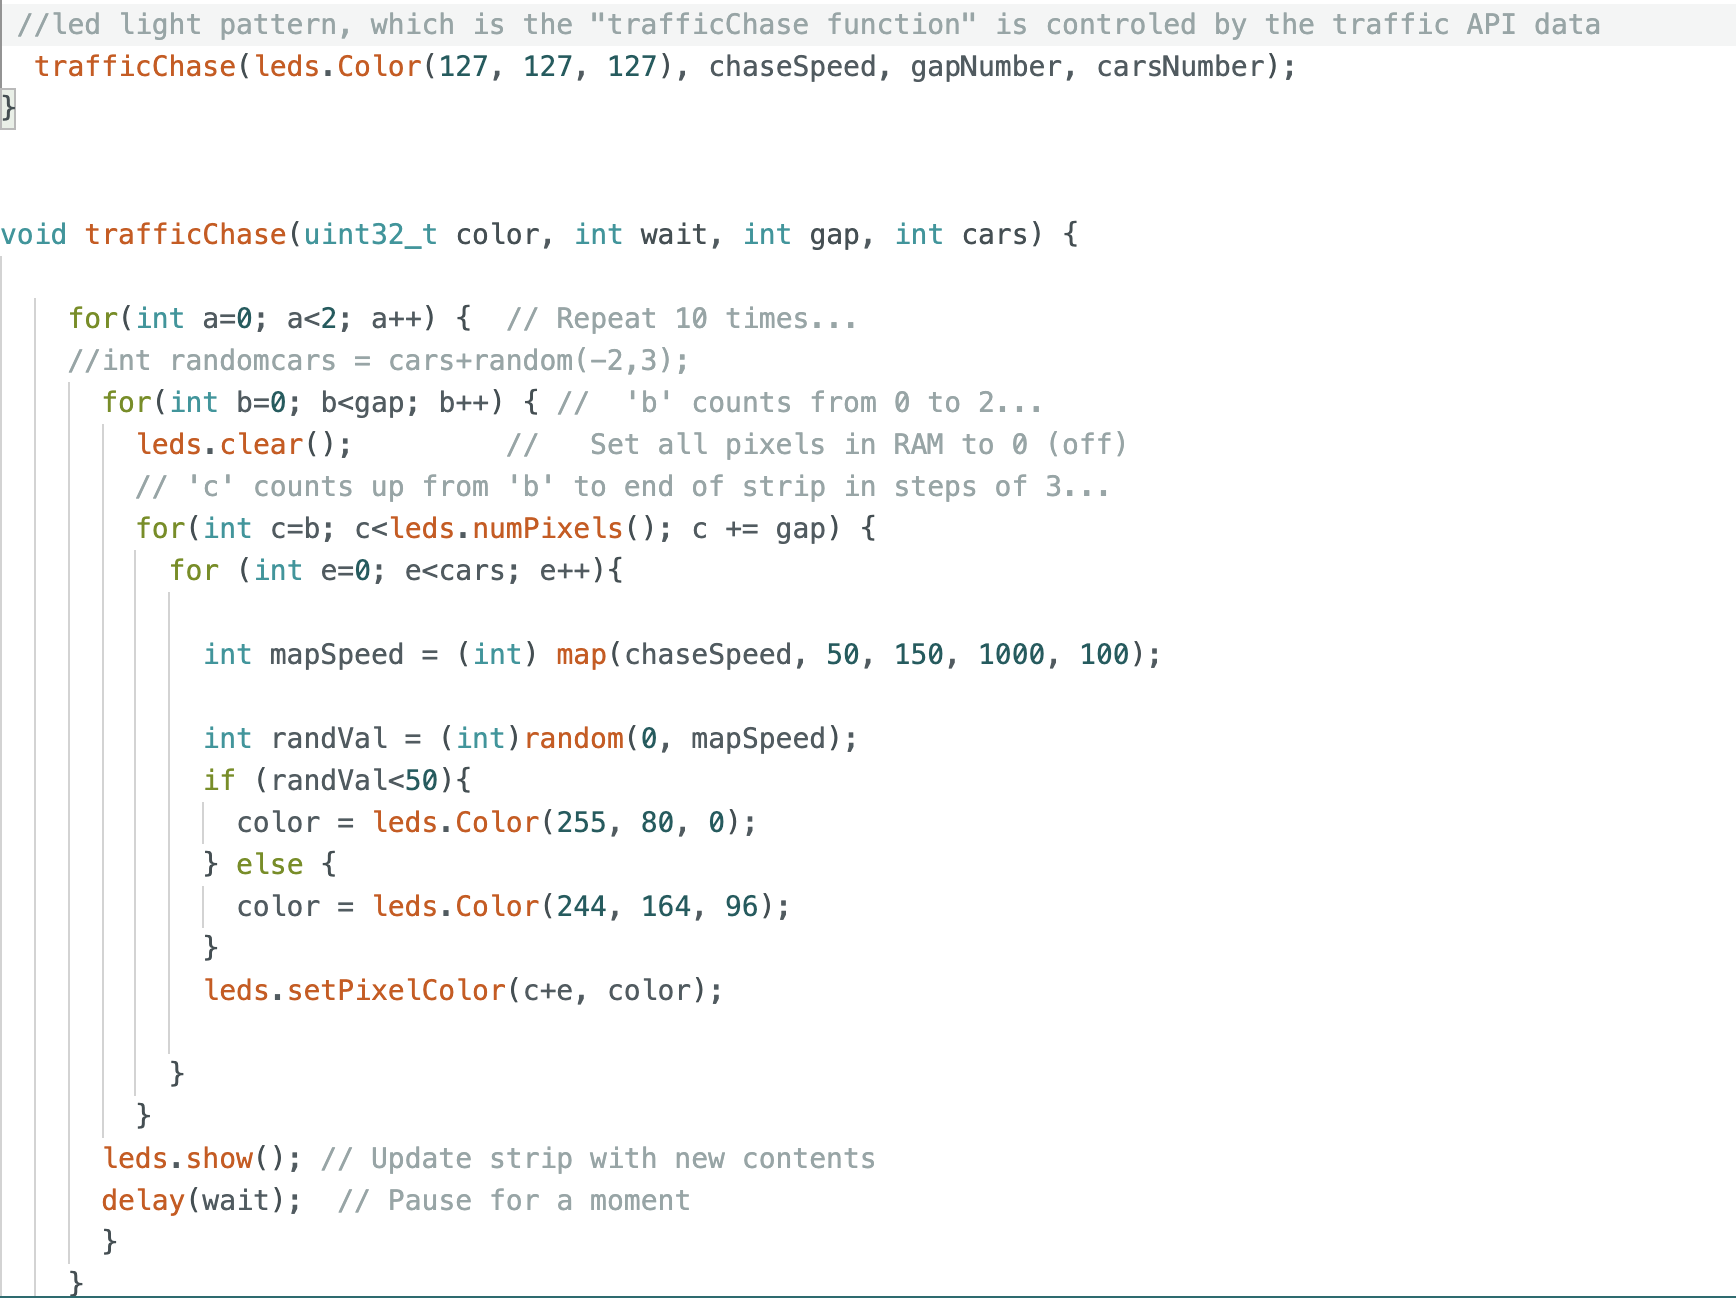 //led light pattern, which is the "trafficChase function" is controled by the traffic API data
  trafficChase(leds.Color(127, 127, 127), chaseSpeed, gapNumber, carsNumber);
}
void trafficChase(uint32_t color, int wait, int gap, int cars) {
    for(int a=0; a<2; a++) {  // Repeat 10 times...
    //int randomcars = cars+random(-2,3);
      for(int b=0; b<gap; b++) { //  'b' counts from 0 to 2...
        leds.clear();         //   Set all pixels in RAM to 0 (off)
        // 'c' counts up from 'b' to end of strip in steps of 3...
        for(int c=b; c<leds.numPixels(); c += gap) {
          for (int e=0; e<cars; e++){
            int mapSpeed = (int) map(chaseSpeed, 50, 150, 1000, 100);
            int randVal = (int)random(0, mapSpeed);
            if (randVal<50){
              color = leds.Color(255, 80, 0);
            } else {
              color = leds.Color(244, 164, 96);
            }
            leds.setPixelColor(c+e, color);
          }
        }
      leds.show(); // Update strip with new contents
      delay(wait);  // Pause for a moment
      }
    }